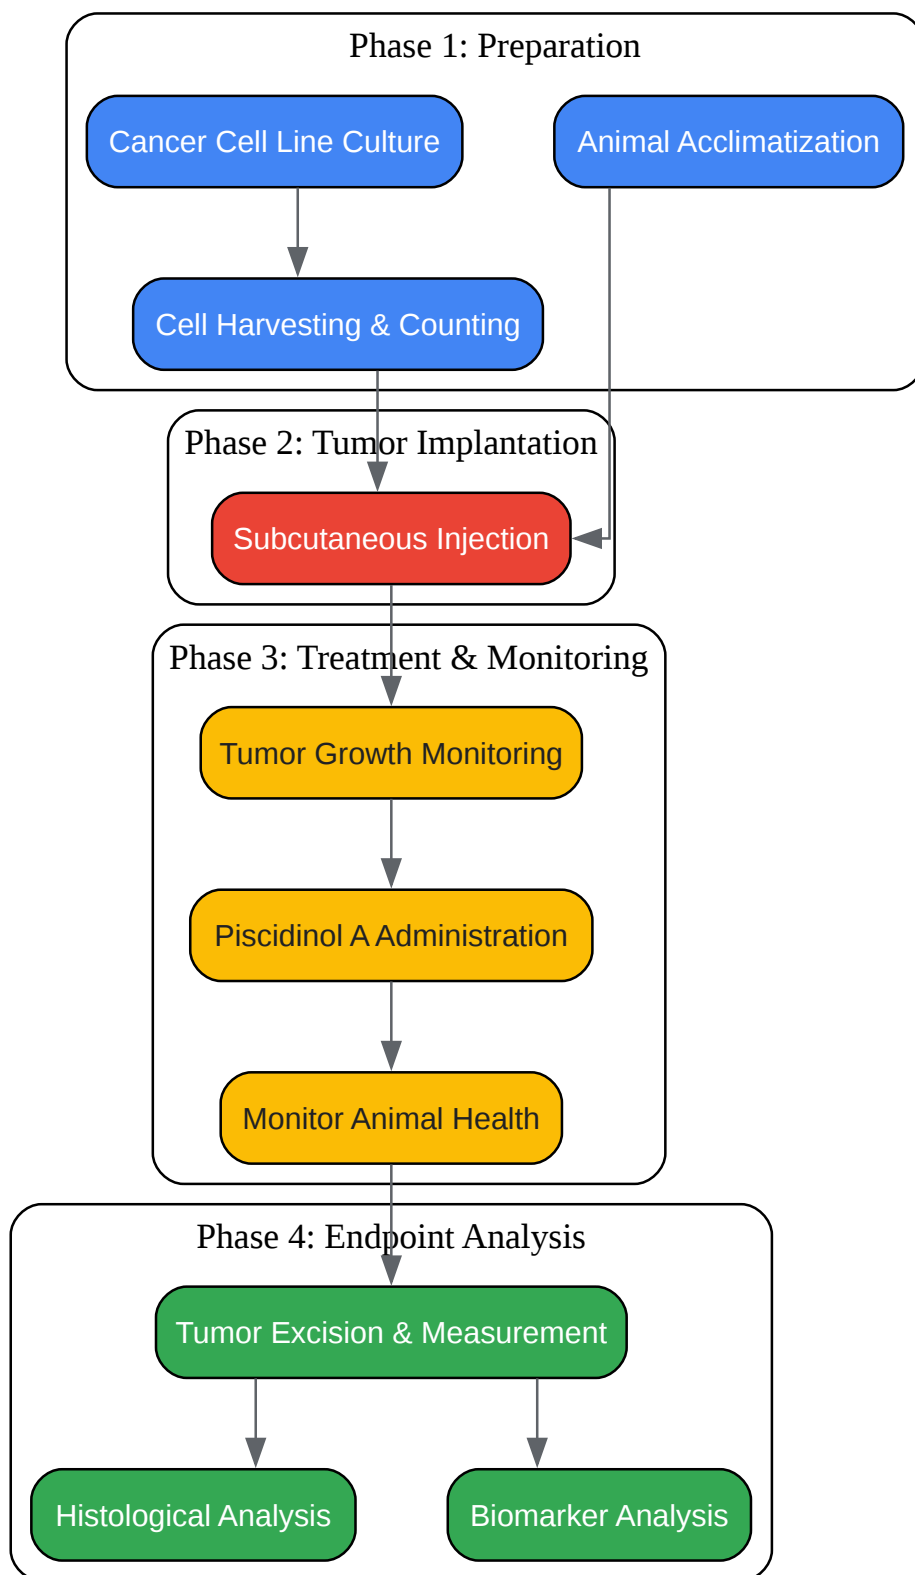 Phase 1: Preparation
Cancer Cell Line Culture
Animal Acclimatization
Cell Harvesting & Counting
Phase 2: Tumor Implantation
Subcutaneous Injection
Phase 3: Treatment & Monitoring
Tumor Growth Monitoring
Piscidinol A Administration
Monitor Animal Health
Phase 4: Endpoint Analysis
Tumor Excision & Measurement
Histological Analysis
Biomarker Analysis